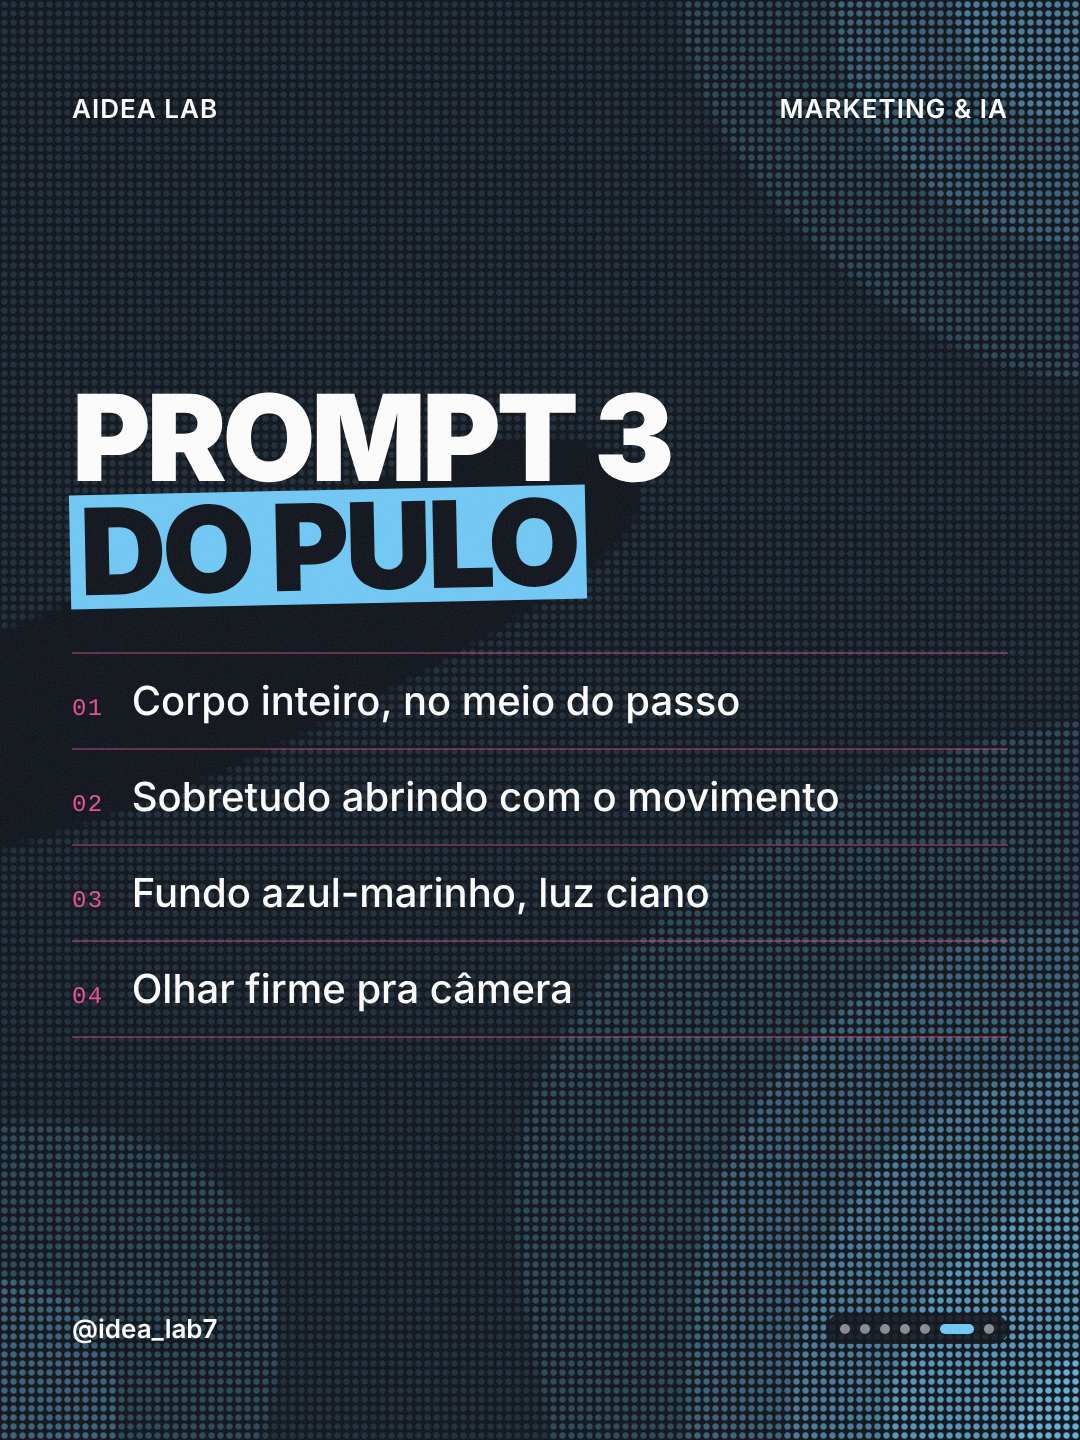 AIDEA LAB
MARKETING & IA
PROMPT 3
DO PULO
01 Corpo inteiro, no meio do passo
02 Sobretudo abrindo com o movimento
03 Fundo azul-marinho, luz ciano
04 Olhar firme pra câmera
@idea_lab7